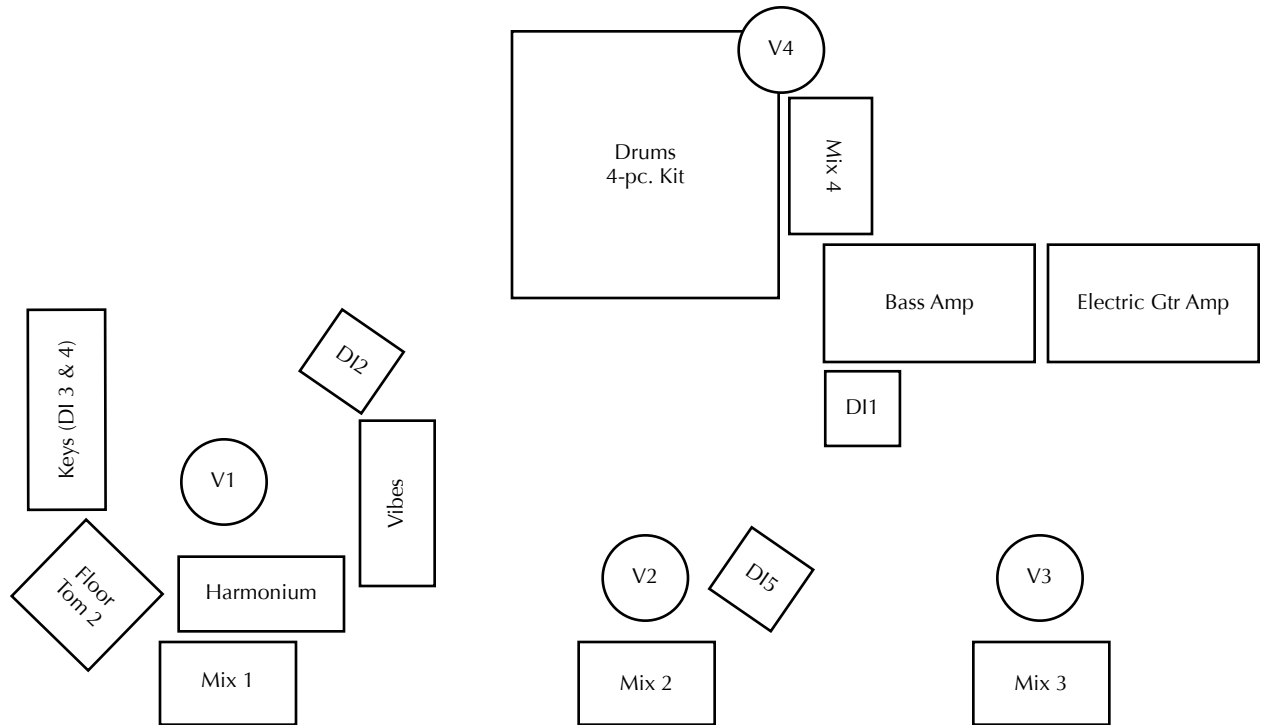 V4
Drums
4-pc. Kit
Mix 4
Bass Amp
Electric Gtr Amp
Keys (DI 3 & 4)
DI2
DI1
V1
Vibes
Floor
Tom 2
Harmonium
V2
DI5
V3
Mix 1
Mix 2
Mix 3